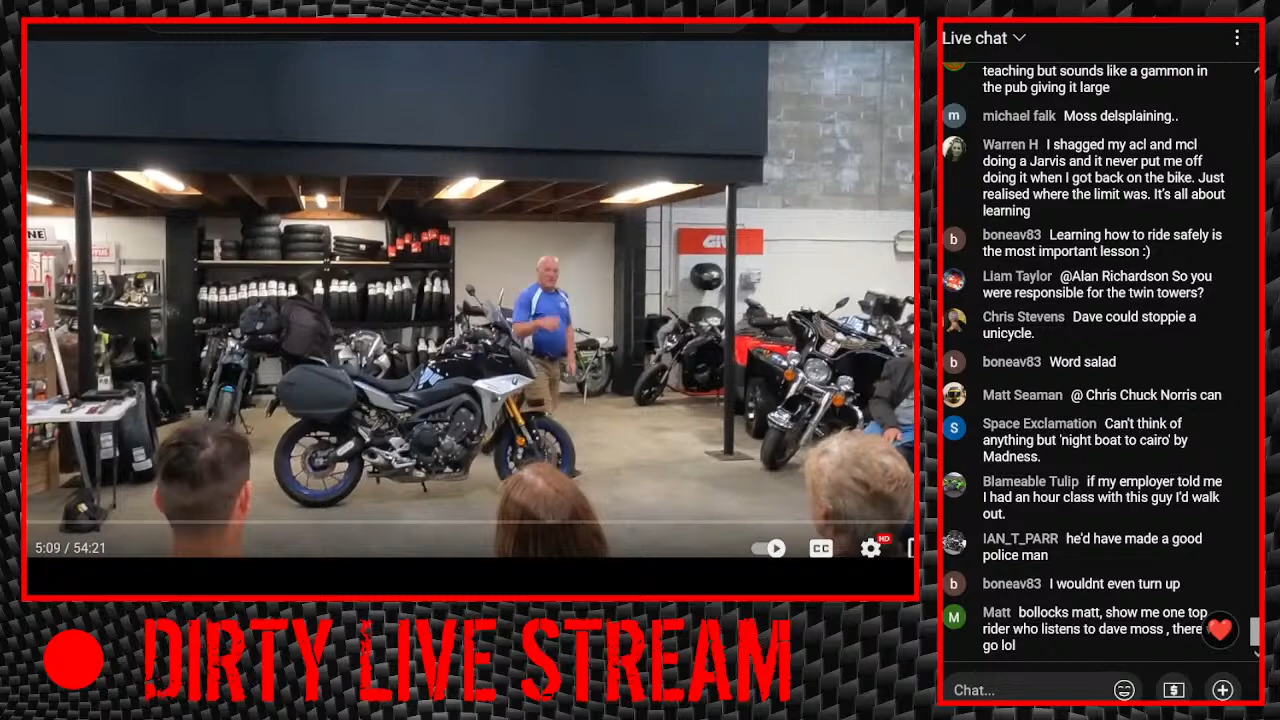 NE
GIVI
5:09 / 54:21
CC
HD
DIRTY LIVE STREAM
Live chat
teaching but sounds like a gammon in
the pub giving it large
m
michael falk Moss delsplaining..
Warren H I shagged my acl and mcl
doing a Jarvis and it never put me off
doing it when I got back on the bike. Just
realised where the limit was. It's all about
learning
b
boneav83 Learning how to ride safely is
the most important lesson :)
Liam Taylor @Alan Richardson So you
were responsible for the twin towers?
Chris Stevens Dave could stoppie a
unicycle.
b
boneav83 Word salad
Matt Seaman @ Chris Chuck Norris can
S
Space Exclamation Can't think of
anything but 'night boat to cairo' by
Madness.
Blameable Tulip if my employer told me
I had an hour class with this guy I'd walk
out.
IAN_T_PARR he'd have made a good
police man
b
boneav83 I wouldnt even turn up
M
Matt bollocks matt, show me one top
rider who listens to dave moss , there
go lol
Chat...
$